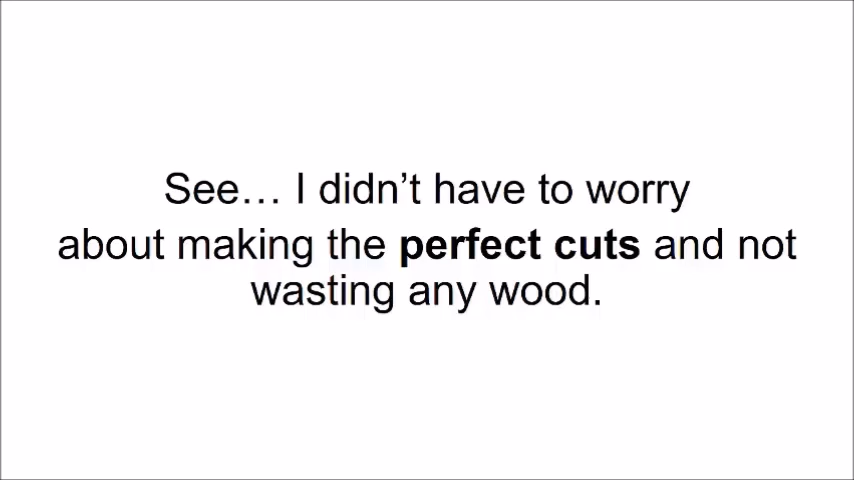 See… I didn’t have to worry
about making the perfect cuts and not
wasting any wood.